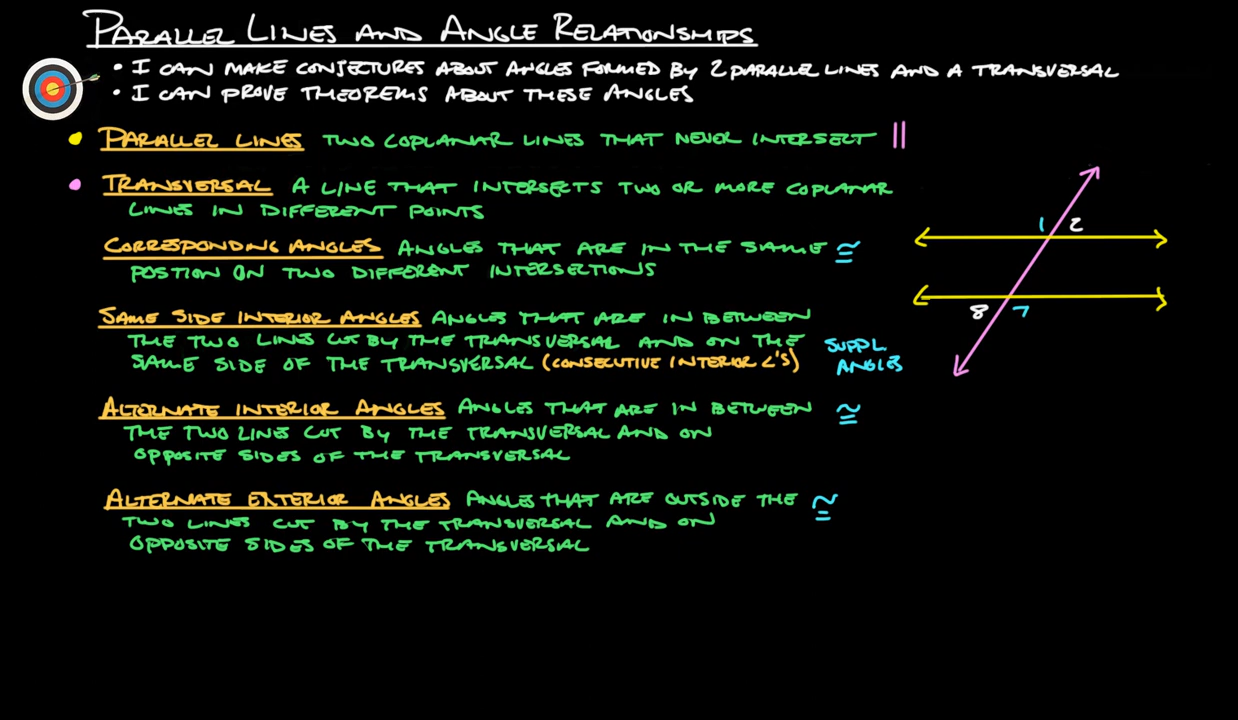 PARALLEL LINES AND ANGLE RELATIONSHIPS
• I CAN MAKE CONJECTURES ABOUT ANGLES FORMED BY 2 PARALLEL LINES AND A TRANSVERSAL
• I CAN PROVE THEOREMS ABOUT THESE ANGLES
• PARALLEL LINES TWO COPLANAR LINES THAT NEVER INTERSECT ||
• TRANSVERSAL A LINE THAT INTERSECTS TWO OR MORE COPLANAR
LINES IN DIFFERENT POINTS
CORRESPONDING ANGLES ANGLES THAT ARE IN THE SAME ≅
POSTION ON TWO DIFFERENT INTERSECTIONS
SAME SIDE INTERIOR ANGLES ANGLES THAT ARE IN BETWEEN
THE TWO LINES CUT BY THE TRANSVERSAL AND ON THE
SAME SIDE OF THE TRANSVERSAL (CONSECUTIVE INTERIOR ∠'S)
SUPPL
ANGLES
ALTERNATE INTERIOR ANGLES ANGLES THAT ARE IN BETWEEN ≅
THE TWO LINES CUT BY THE TRANSVERSAL AND ON
OPPOSITE SIDES OF THE TRANSVERSAL
ALTERNATE EXTERIOR ANGLES ANGLES THAT ARE OUTSIDE THE ≅
TWO LINES CUT BY THE TRANSVERSAL AND ON
OPPOSITE SIDES OF THE TRANSVERSAL
1 2
8 7